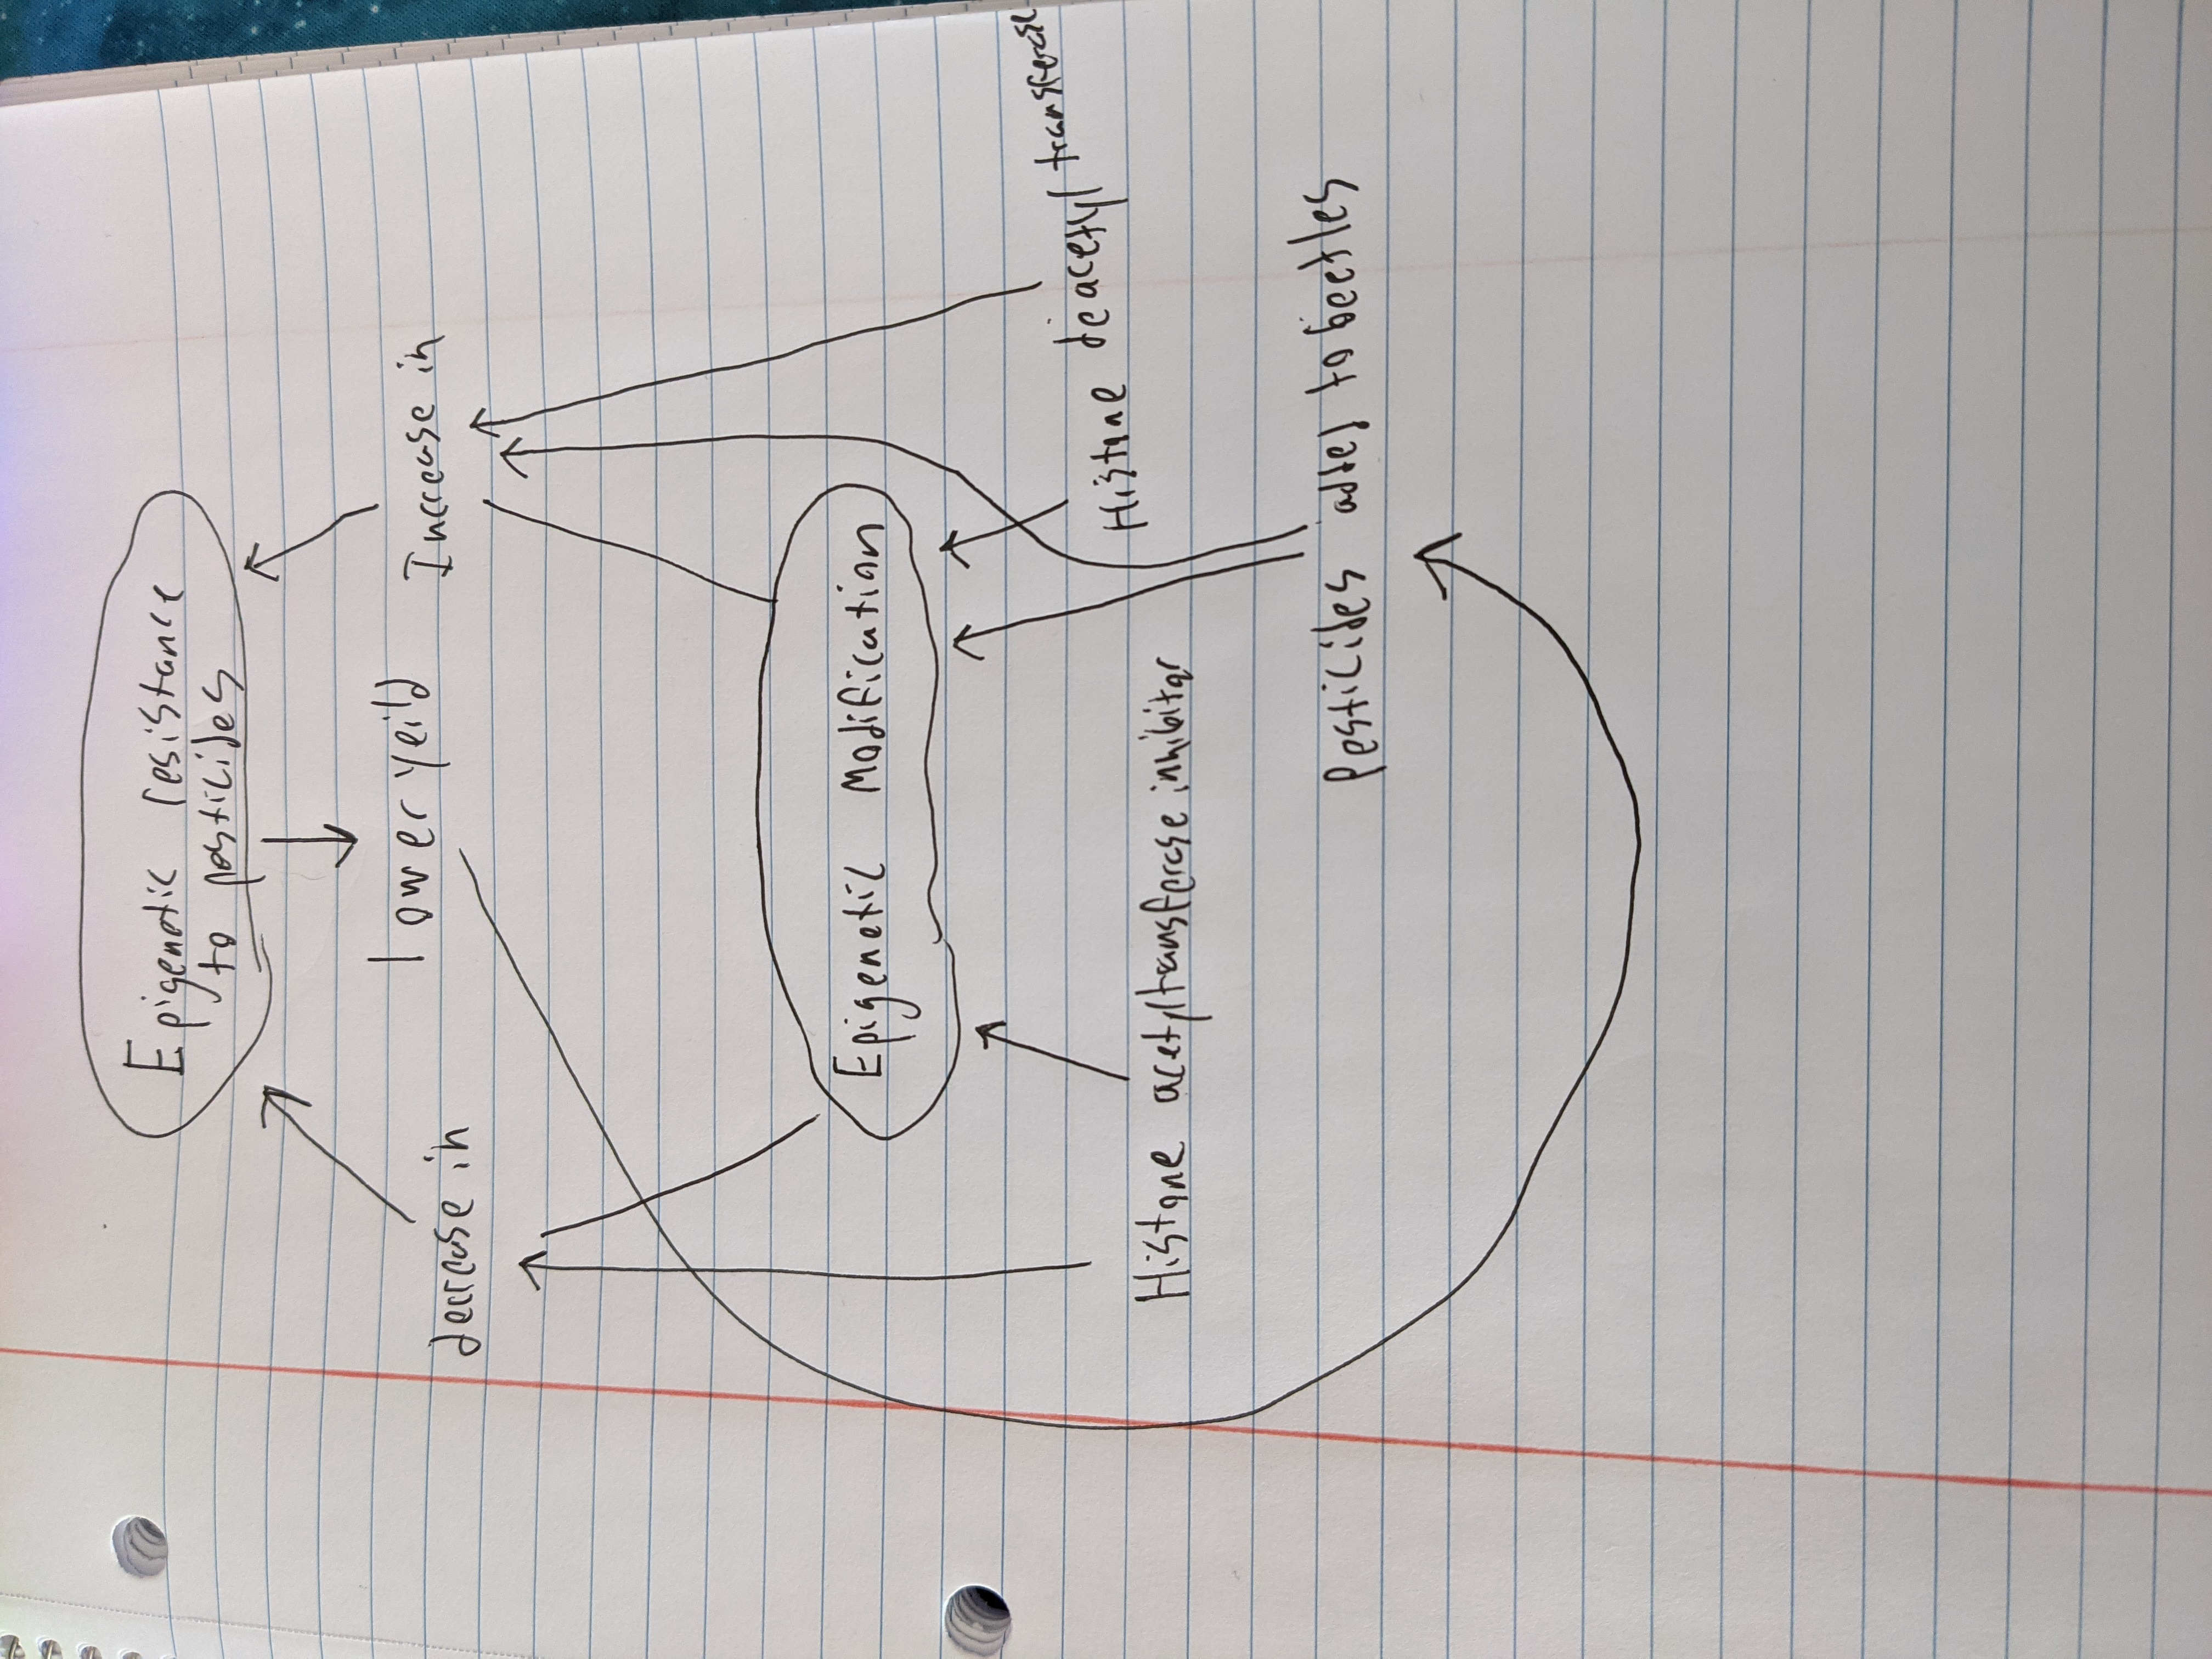 Epigenetic resistance
to pesticides
lower yeild
decrease in
Increase in
Epigenetic Modification
Histone deacetyl transferase
Histone acetyltransferase inhibitor
Pesticides added to beetles